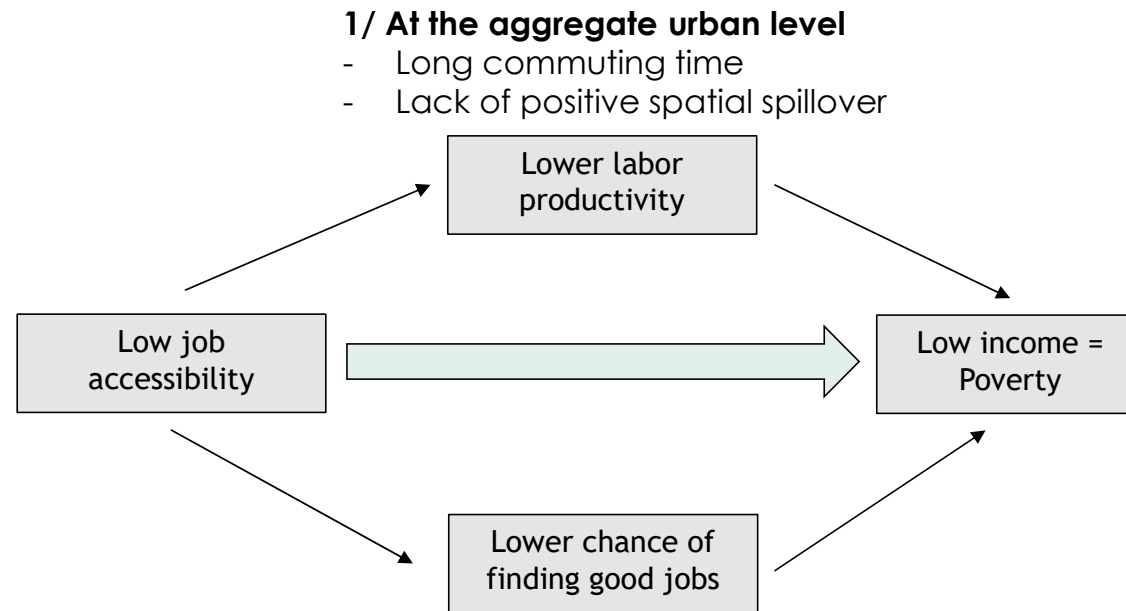 1/ At the aggregate urban level
- Long commuting time
- Lack of positive spatial spillover
Lower labor
productivity
Low job
accessibility
Low income =
Poverty
Lower chance of
finding good jobs